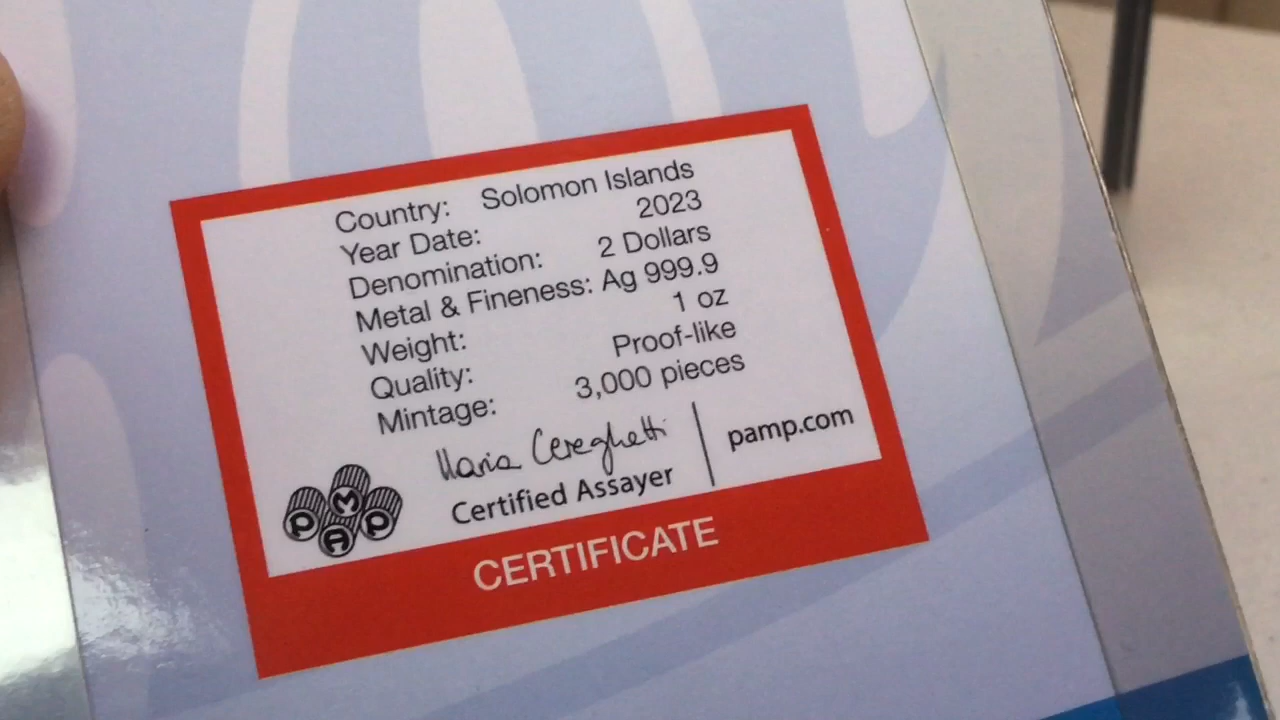 Country: Solomon Islands
Year Date: 2023
Denomination: 2 Dollars
Metal & Fineness: Ag 999.9
Weight: 1 oz
Quality: Proof-like
Mintage: 3,000 pieces
Maria Cereghetti
Certified Assayer
pamp.com
PAMP
CERTIFICATE